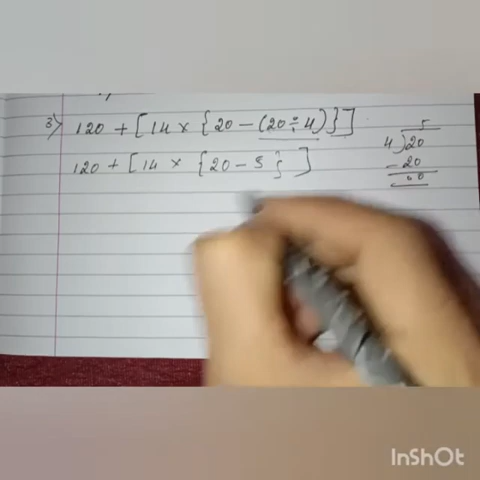 3) 120 + [14 × {20 - (20 ÷ 4)}]
120 + [14 × {20 - 5}]
5
4)20
- 20
00
InShOt